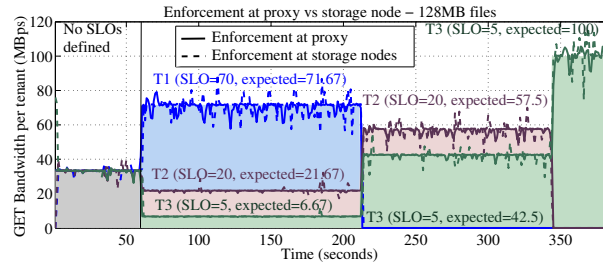 Enforcement at proxy vs storage node – 128MB files
GET Bandwidth per tenant (MBps)
120
100
80
60
40
20
0
No SLOs
defined
Enforcement at proxy
Enforcement at storage nodes
T3 (SLO=5, expected=100)
T1 (SLO=70, expected=71.67)
T2 (SLO=20, expected=57.5)
T2 (SLO=20, expected=21.67)
T3 (SLO=5, expected=6.67)
T3 (SLO=5, expected=42.5)
50 100 150 200 250 300 350
Time (seconds)